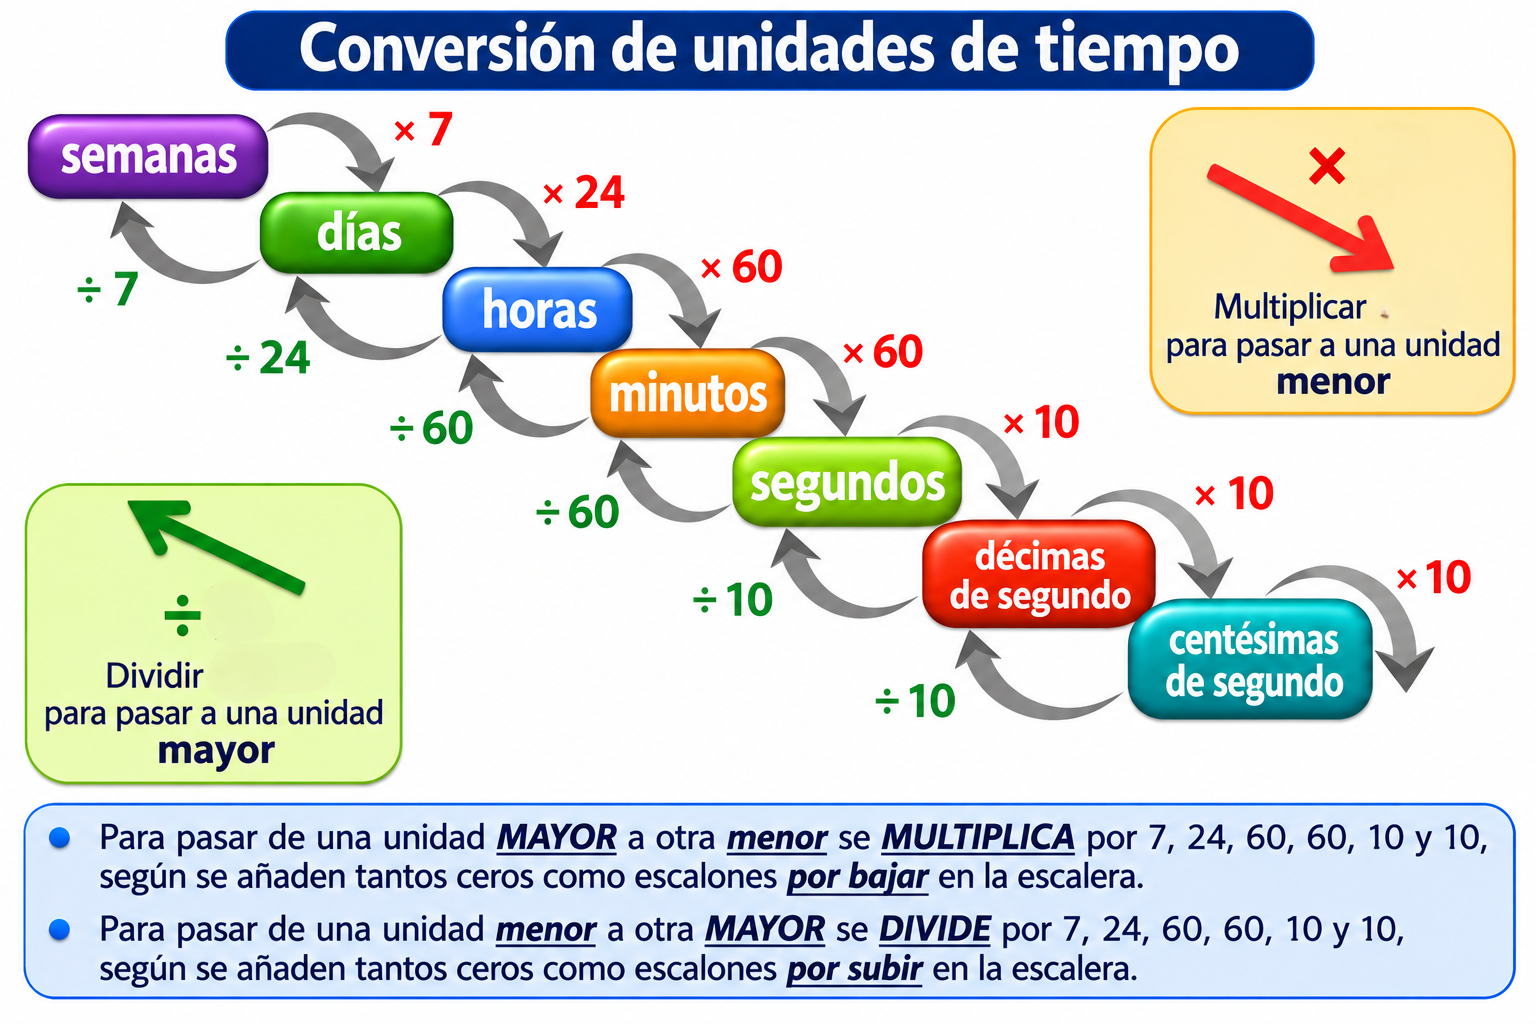 Conversión de unidades de tiempo
semanas
× 7
días
× 24
÷ 7
horas
× 60
÷ 24
minutos
× 60
÷ 60
segundos
× 10
÷ 60
décimas
de segundo
× 10
÷ 10
centésimas
de segundo
× 10
÷ 10
×
Multiplicar
para pasar a una unidad
menor
÷
Dividir
para pasar a una unidad
mayor
Para pasar de una unidad MAYOR a otra menor se MULTIPLICA por 7, 24, 60, 60, 10 y 10,
según se añaden tantos ceros como escalones por bajar en la escalera.
Para pasar de una unidad menor a otra MAYOR se DIVIDE por 7, 24, 60, 60, 10 y 10,
según se añaden tantos ceros como escalones por subir en la escalera.